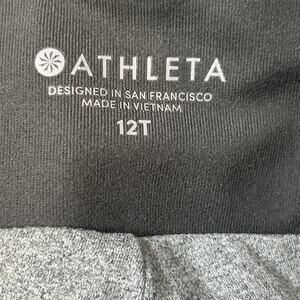 ATHLETA
DESIGNED IN SAN FRANCISCO
MADE IN VIETNAM
12T